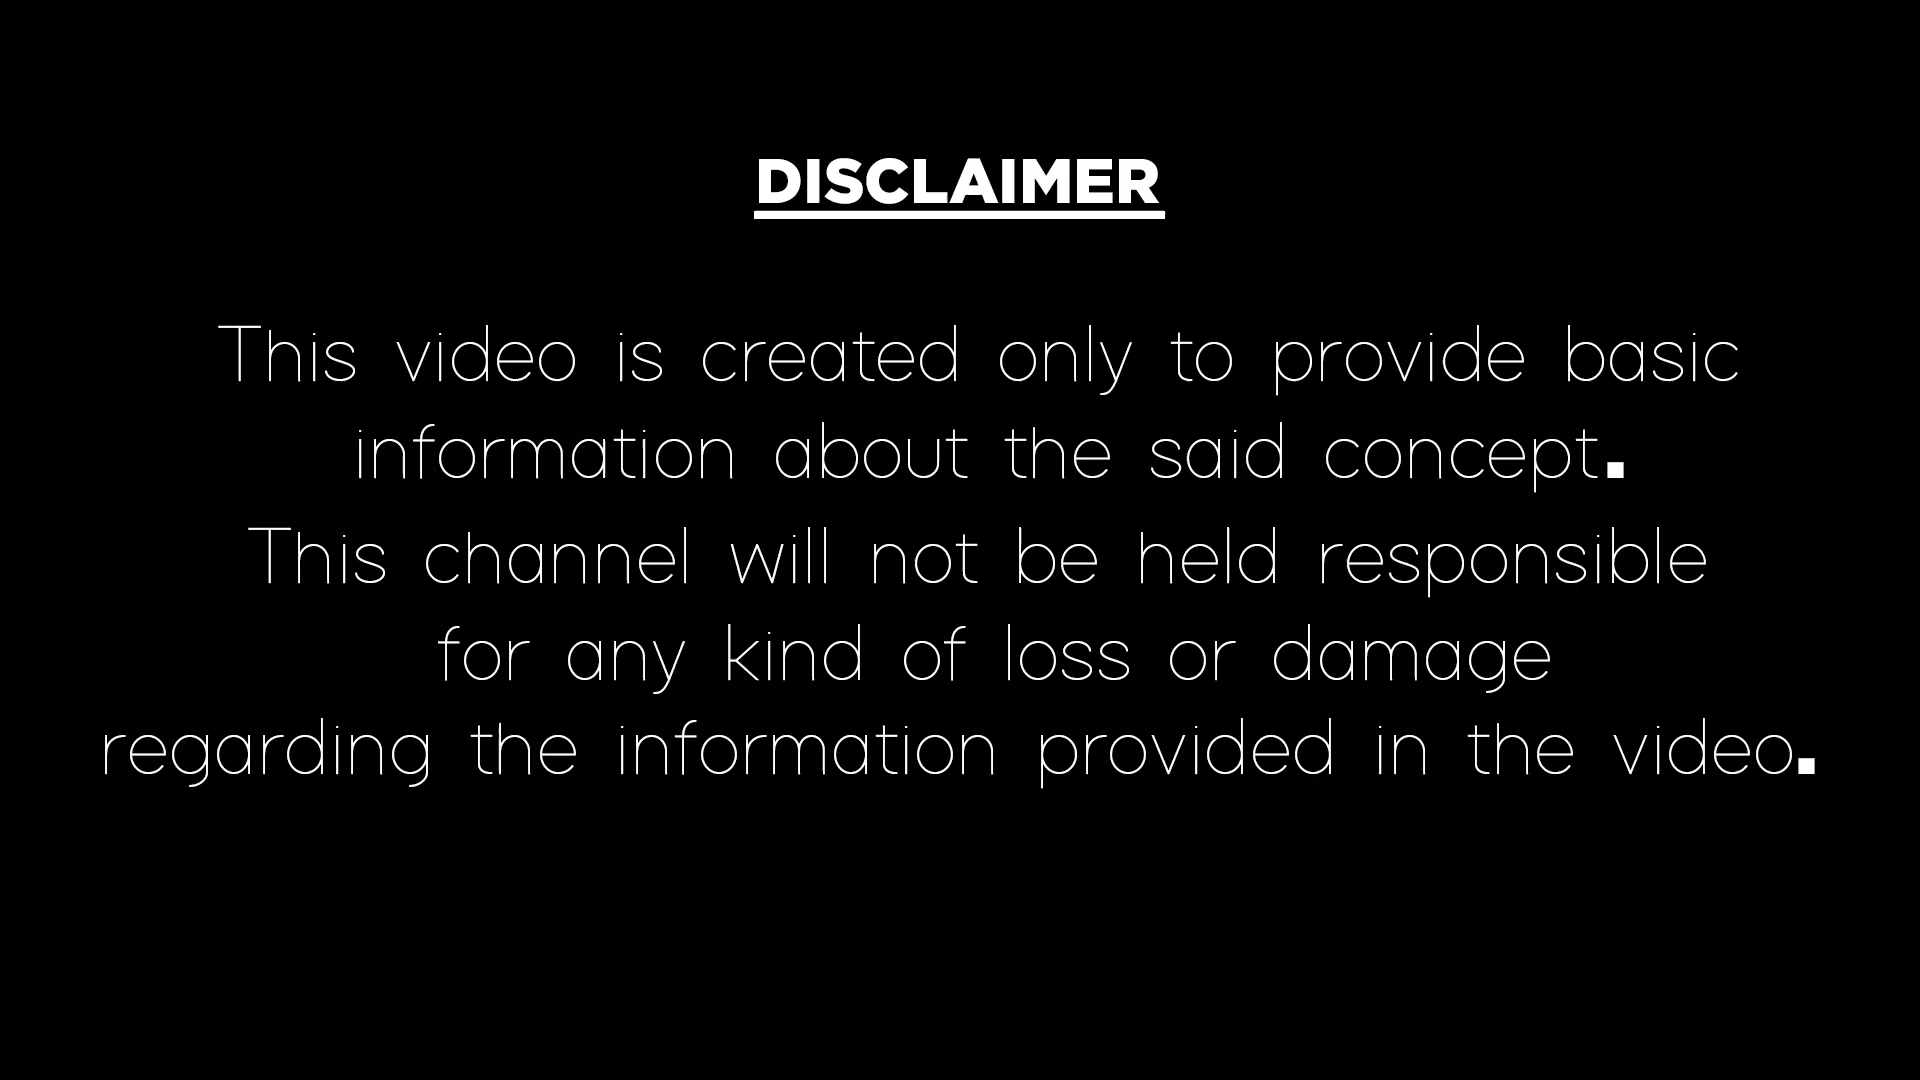 DISCLAIMER
This video is created only to provide basic
information about the said concept.
This channel will not be held responsible
for any kind of loss or damage
regarding the information provided in the video.